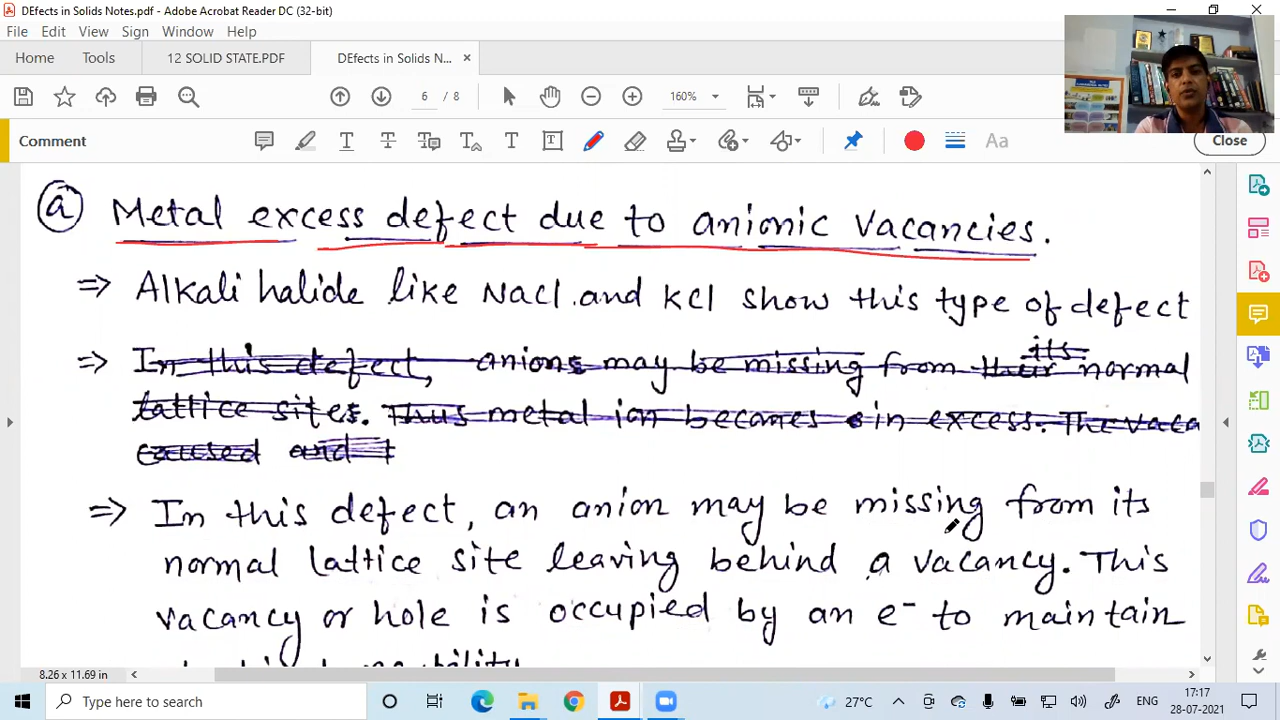 DEfects in Solids Notes.pdf - Adobe Acrobat Reader DC (32-bit)
File Edit View Sign Window Help
Home Tools 12 SOLID STATE.PDF DEfects in Solids N... ×
6 / 8 160%
Comment Aa Close
(a) Metal excess defect due to anionic vacancies.
⇒ Alkali halide like NaCl and KCl show this type of defect
its
⇒ In this defect, anions may be missing from their normal
lattice sites. Thus metal ion becomes in excess. The vaca
caused and t
⇒ In this defect, an anion may be missing from its
normal lattice site leaving behind a vacancy. This
vacancy or hole is occupied by an e⁻ to maintain
8.26 x 11.69 in
Type here to search 27°C ENG 17:17
28-07-2021